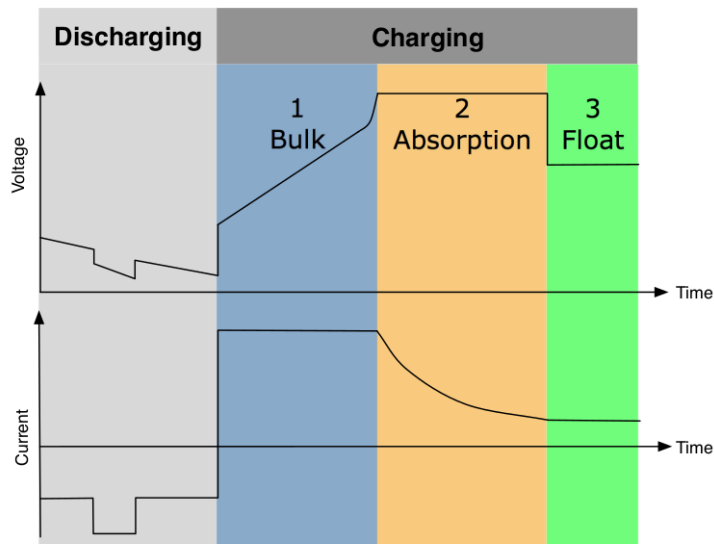 Discharging
Charging
1
Bulk
2
Absorption
3
Float
Voltage
Time
Current
Time